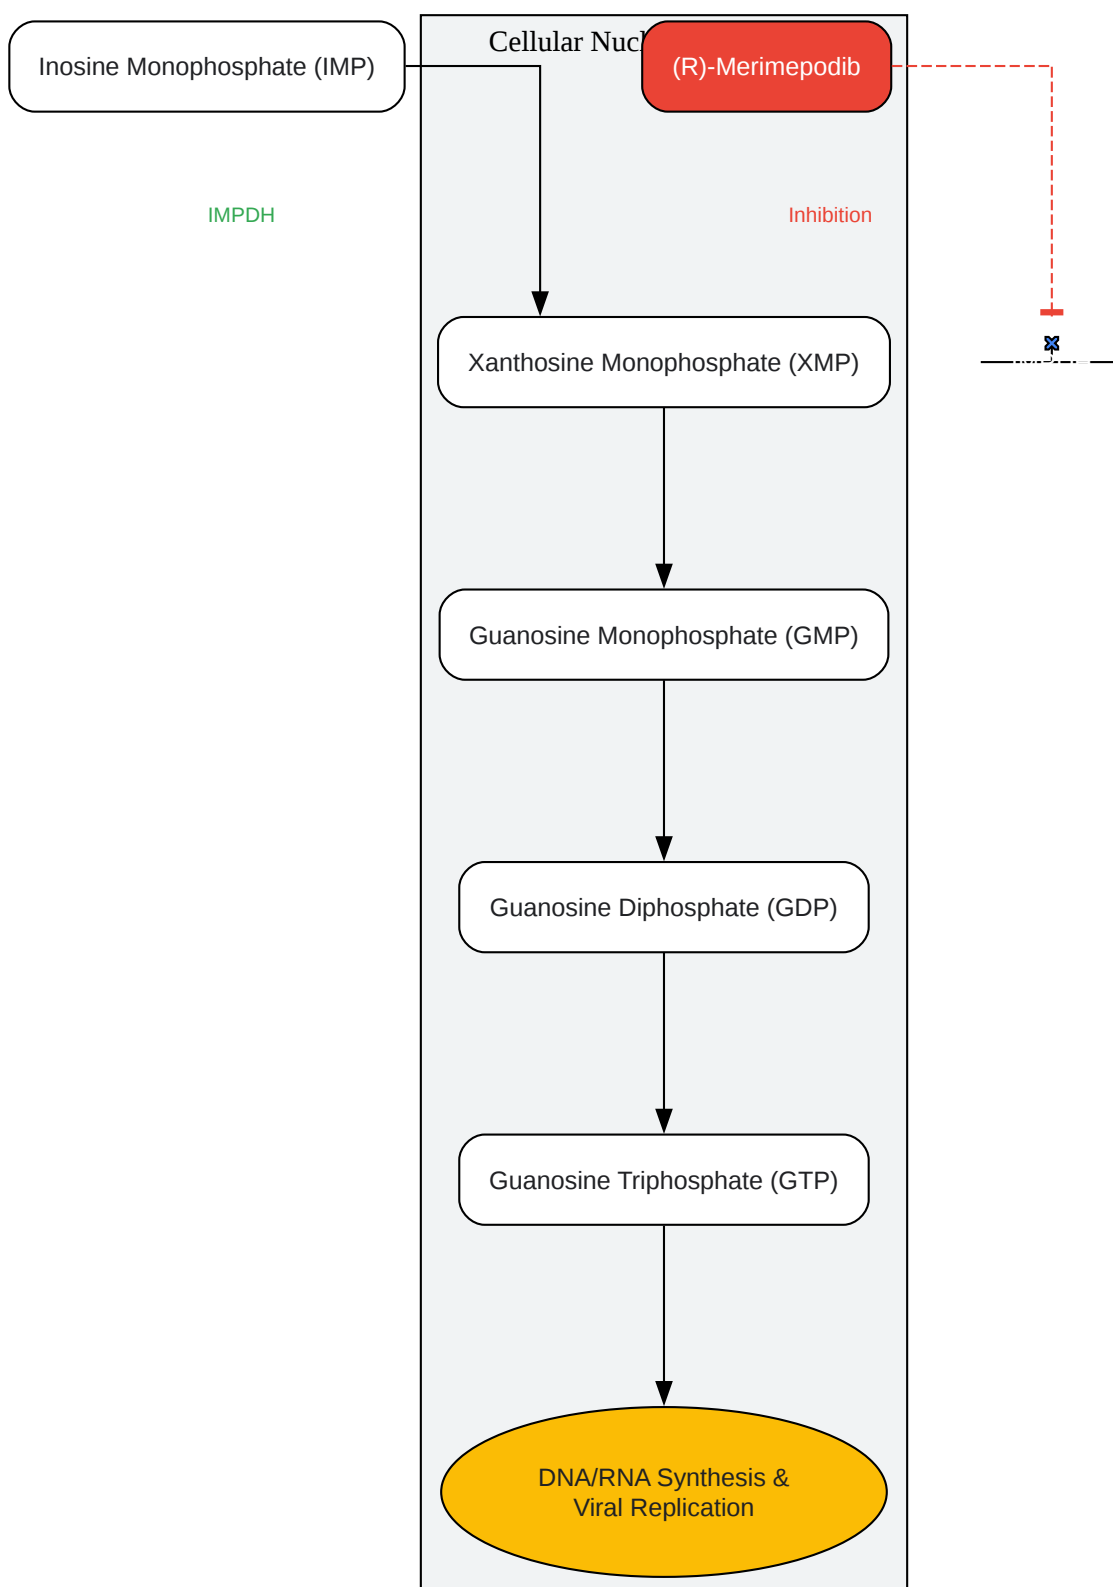 Cellular
Inosine Monophosphate (IMP)
(R)-Merimepodib
IMPDH
Inhibition
Xanthosine Monophosphate (XMP)
Guanosine Monophosphate (GMP)
Guanosine Diphosphate (GDP)
Guanosine Triphosphate (GTP)
DNA/RNA Synthesis &
Viral Replication